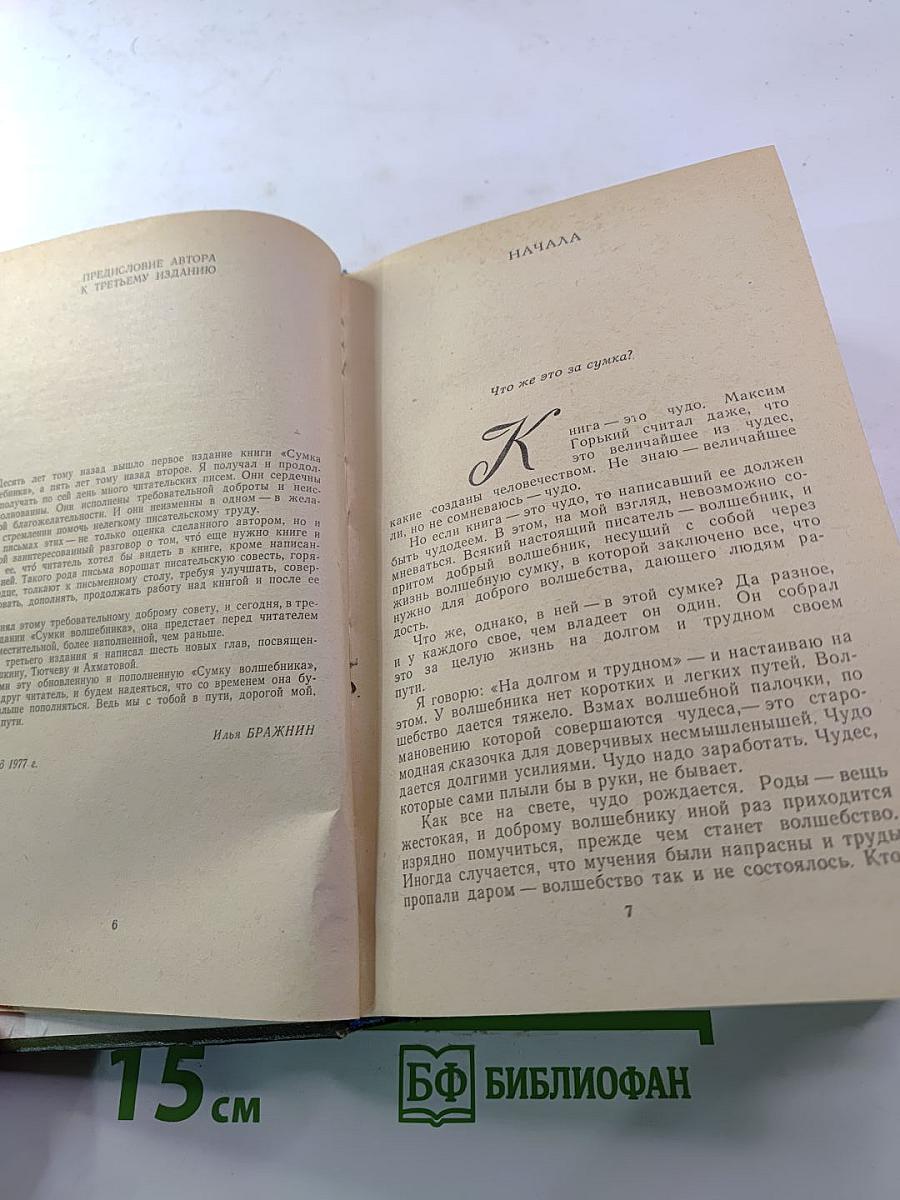 ПРЕДИСЛОВИЕ АВТОРА
К ТРЕТЬЕМУ ИЗДАНИЮ
Десять лет тому назад вышло первое издание книги «Сумка
, а пять лет тому назад второе. Я получал и продол-
получать по сей день много читательских писем. Они сердечны
Они исполнены требовательной доброты и неис-
благожелательности. И они неизменны в одном — в жела-
стремлении помочь нелегкому писательскому труду.
письмах этих — не только оценка сделанного автором, но и
заинтересованный разговор о том, что́ еще нужно книге и
ее, что́ читатель хотел бы видеть в книге, кроме написан-
Такого рода письма ворошат писательскую совесть, горя-
толкают к письменному столу, требуя улучшать, совер-
дополнять, продолжать работу над книгой и после ее
этому требовательному доброму совету, и сегодня, в тре-
«Сумки волшебника», она предстает перед читателем
более наполненной, чем раньше.
третьего издания я написал шесть новых глав, посвящен-
Тютчеву и Ахматовой.
эту обновленную и пополненную «Сумку волшебника»,
друг читатель, и будем надеяться, что со временем она бу-
пополняться. Ведь мы с тобой в пути, дорогой мой,
пути.
Илья БРАЖНИН
1977 г.
6
НАЧАЛА
Что же это за сумка?
Книга — это чудо. Максим
Горький считал даже, что
это величайшее из чудес,
какие созданы человечеством. Не знаю — величайшее
ли, но не сомневаюсь — чудо.
Но если книга — это чудо, то написавший ее должен
быть чудодеем. В этом, на мой взгляд, невозможно со-
мневаться. Всякий настоящий писатель — волшебник, и
притом добрый волшебник, несущий с собой через
жизнь волшебную сумку, в которой заключено все, что
нужно для доброго волшебства, дающего людям ра-
дость.
Что же, однако, в ней — в этой сумке? Да разное,
и у каждого свое, чем владеет он один. Он собрал
это за целую жизнь на долгом и трудном своем
пути.
Я говорю: «На долгом и трудном» — и настаиваю на
этом. У волшебника нет коротких и легких путей. Вол-
шебство дается тяжело. Взмах волшебной палочки, по
мановению которой совершаются чудеса,— это старо-
модная сказочка для доверчивых несмышленышей. Чудо
дается долгими усилиями. Чудо надо заработать. Чудес,
которые сами плыли бы в руки, не бывает.
Как все на свете, чудо рождается. Роды — вещь
жестокая, и доброму волшебнику иной раз приходится
изрядно помучиться, прежде чем станет волшебство.
Иногда случается, что мучения были напрасны и труды
пропали даром — волшебство так и не состоялось. Кто
7
15 см
БФ БИБЛИОФАН